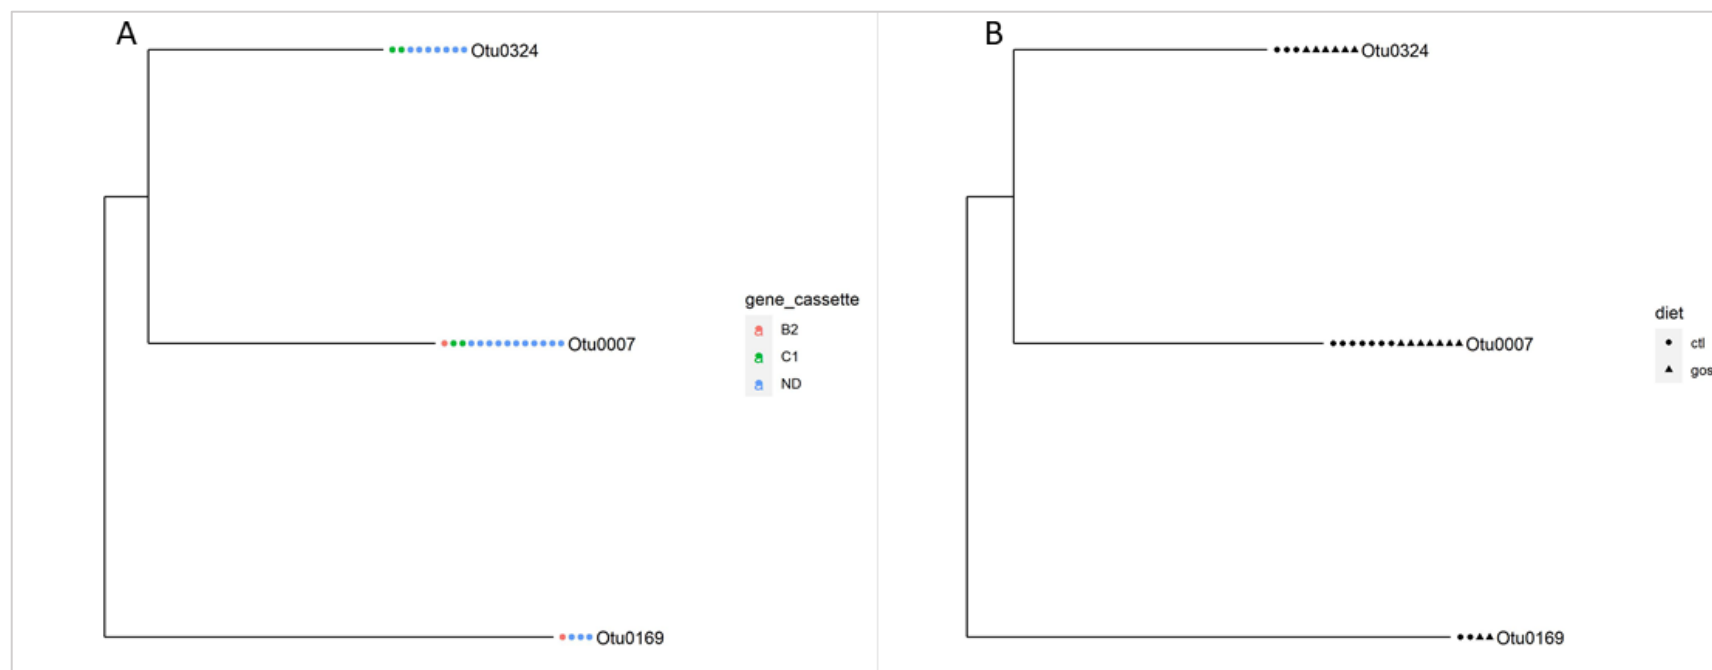 A
Otu0324
Otu0007
gene_cassette
B2
C1
ND
Otu0169
B
Otu0324
Otu0007
diet
ctl
gos
Otu0169